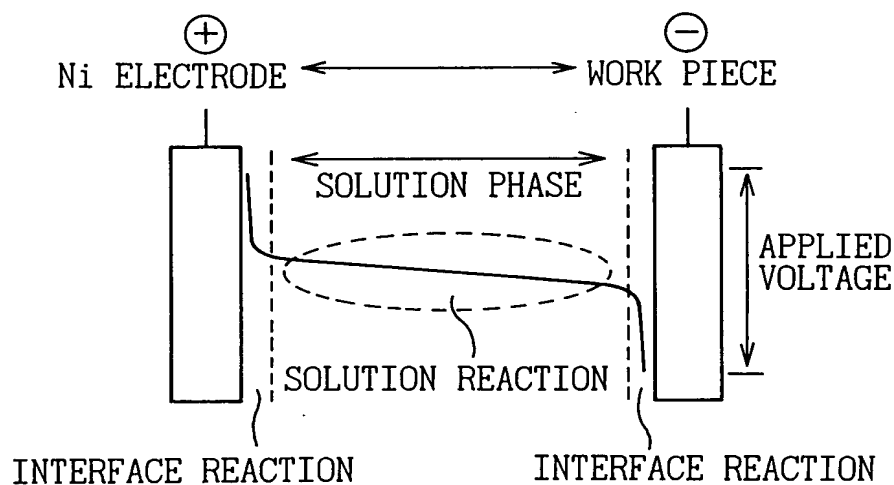 ⊕ ⊖
Ni ELECTRODE WORK PIECE
SOLUTION PHASE
APPLIED
VOLTAGE
SOLUTION REACTION
INTERFACE REACTION INTERFACE REACTION